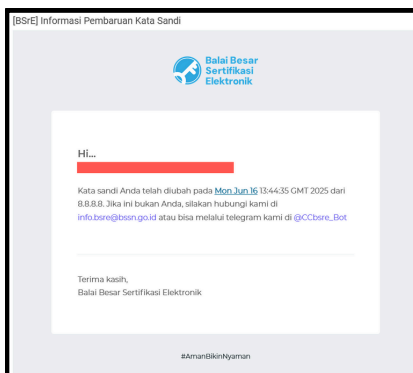 [BSrE] Informasi Pembaruan Kata Sandi
Balai Besar
Sertifikasi
Elektronik
Hi...
Kata sandi Anda telah diubah pada Mon Jun 16 13:44:35 GMT 2025 dari
8.8.8.8. Jika ini bukan Anda, silakan hubungi kami di
info.bsre@bssn.go.id atau bisa melalui telegram kami di @CCbsre_Bot
Terima kasih,
Balai Besar Sertifikasi Elektronik
#AmanBikinNyaman